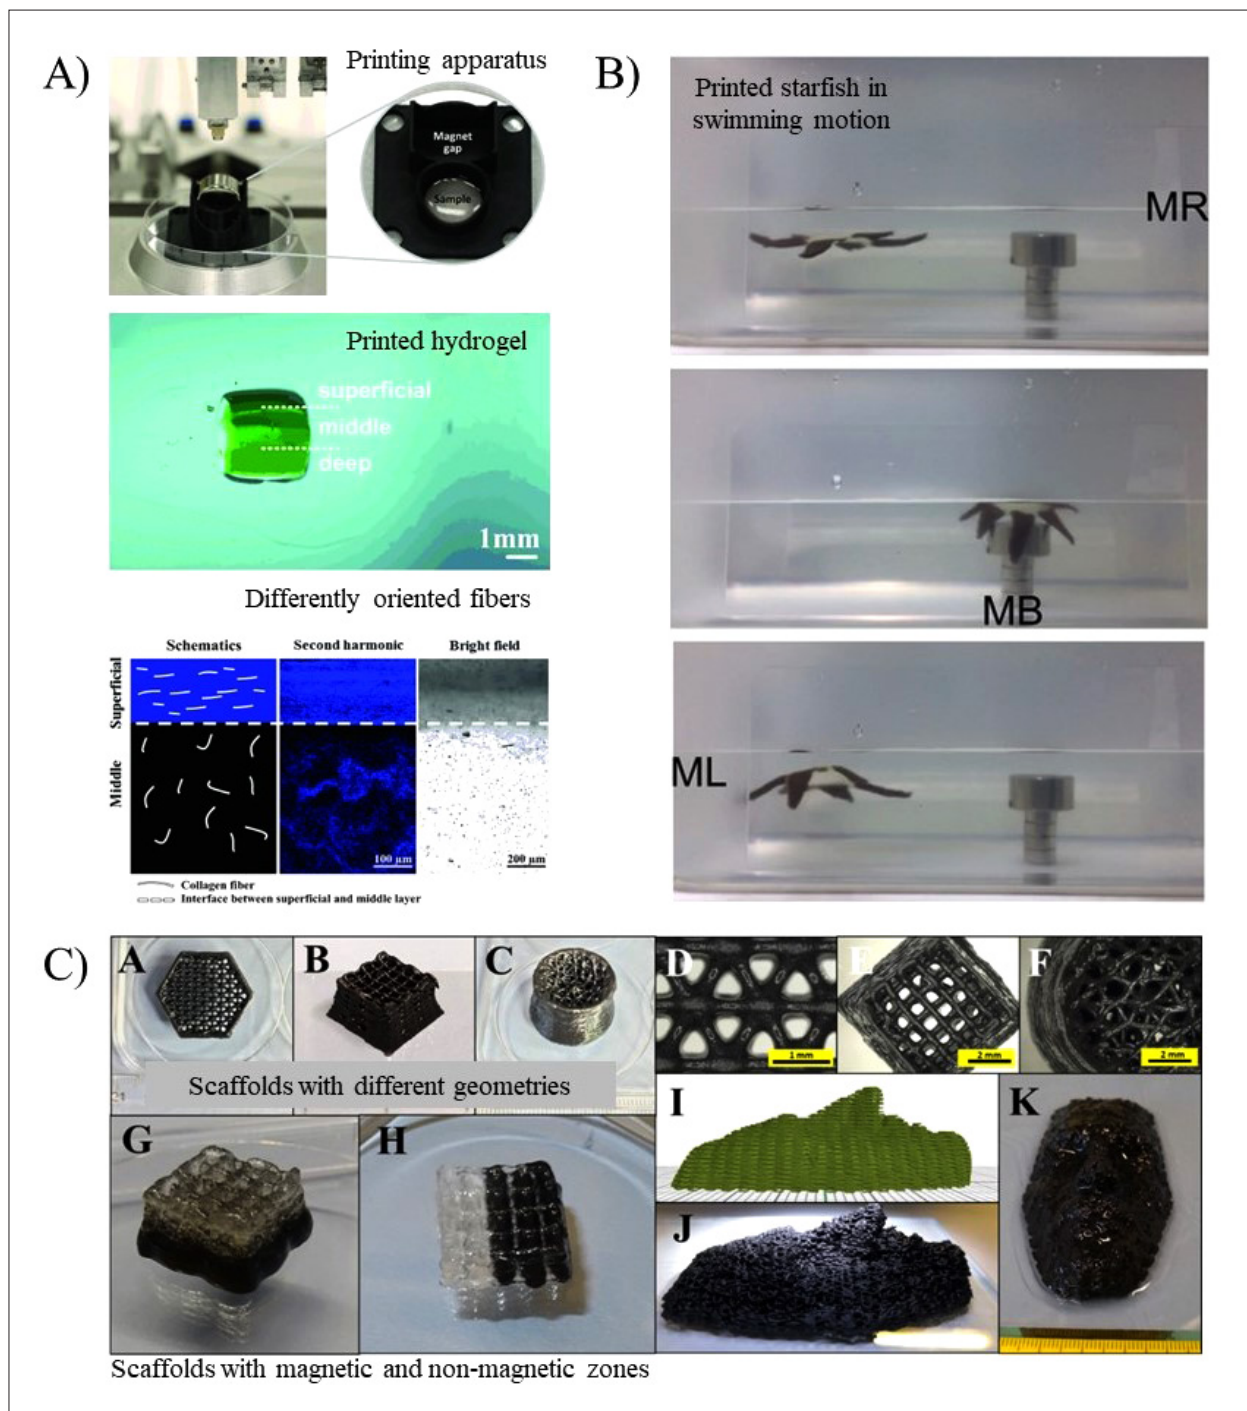 A)
Printing apparatus
Magnet
gap
Sample
Printed hydrogel
superficial
middle
deep
1mm
Differently oriented fibers
Schematics Second harmonic Bright field
Superficial
Middle
100 µm
200 µm
Collagen fiber
Interface between superficial and middle layer
B)
Printed starfish in
swimming motion
MR
MB
ML
C)
A B C D E F
1 mm
2 mm
2 mm
Scaffolds with different geometries
G H I K
J
Scaffolds with magnetic and non-magnetic zones